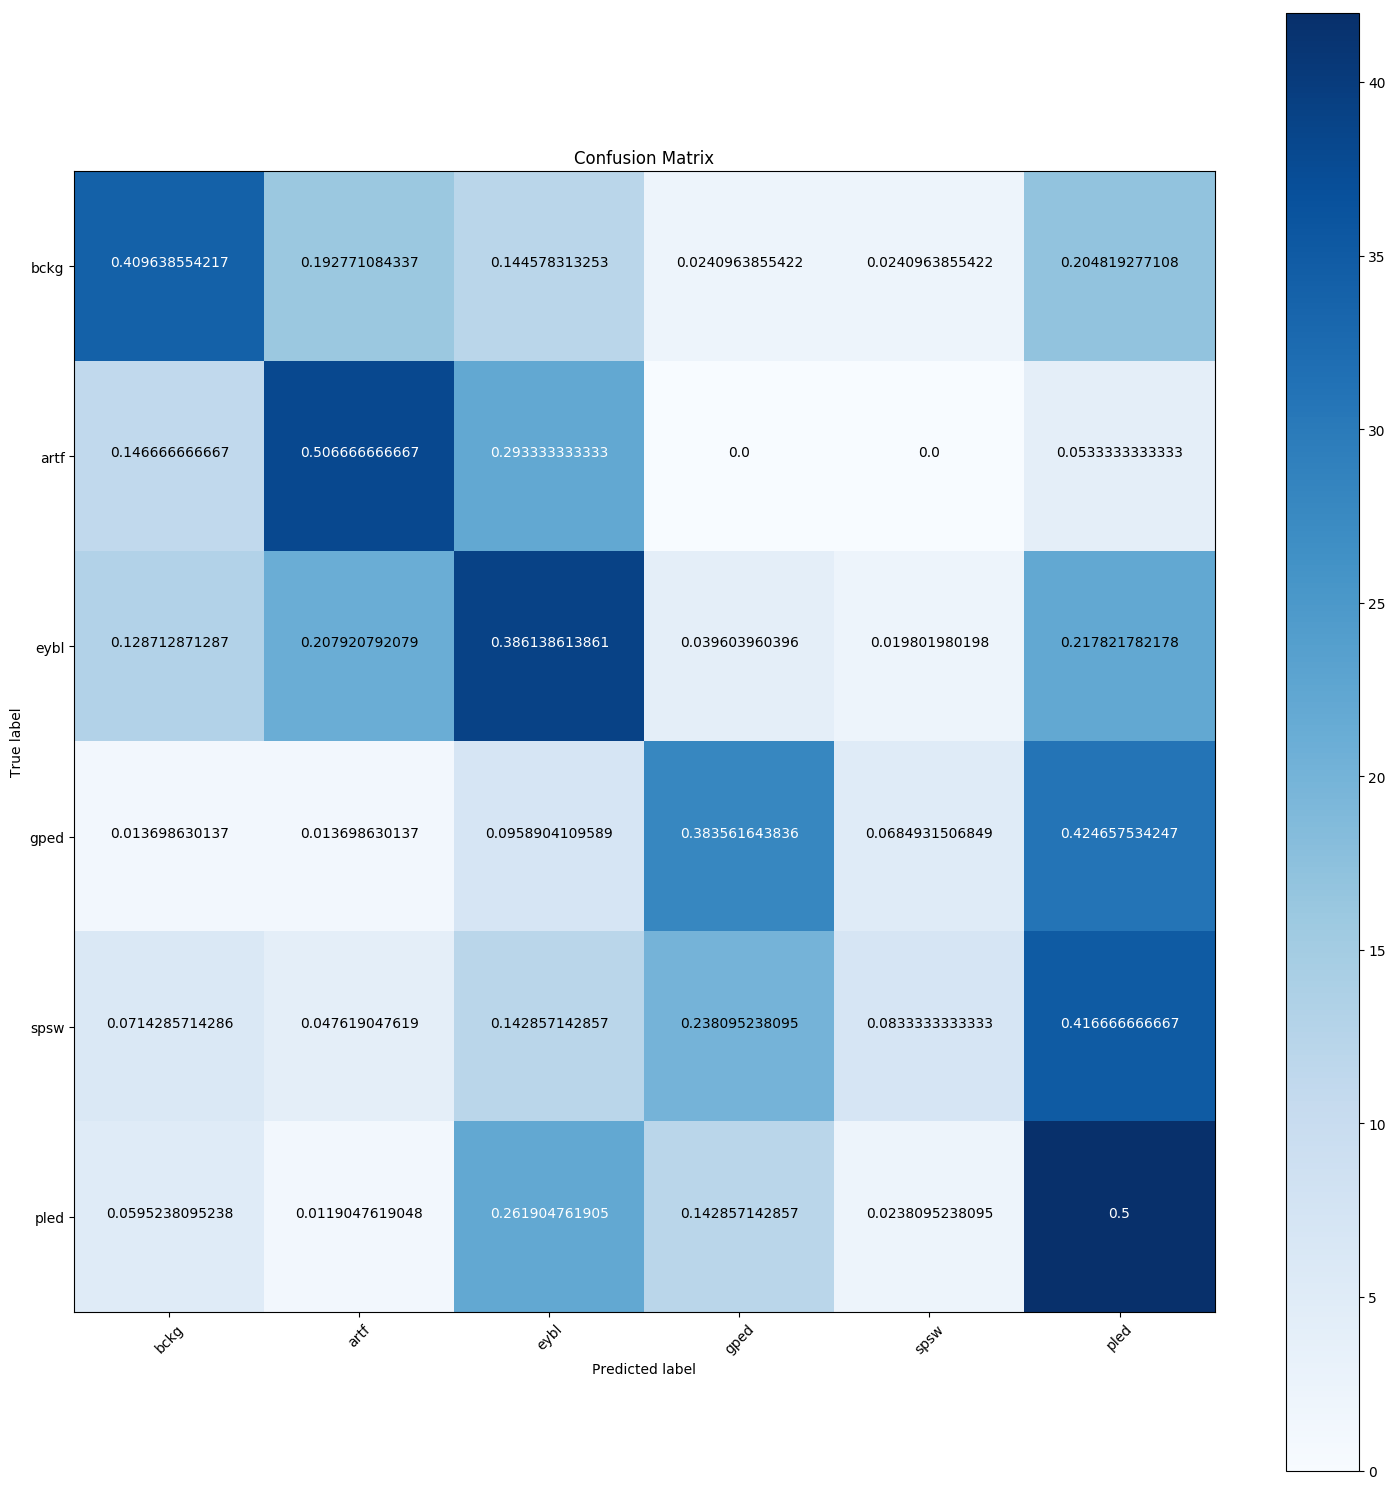 Confusion Matrix
bckg 0.409638554217 0.192771084337 0.144578313253 0.0240963855422 0.0240963855422 0.204819277108
artf 0.146666666667 0.506666666667 0.293333333333 0.0 0.0 0.0533333333333
eybl 0.128712871287 0.207920792079 0.386138613861 0.039603960396 0.019801980198 0.217821782178
gped 0.013698630137 0.013698630137 0.0958904109589 0.383561643836 0.0684931506849 0.424657534247
spsw 0.0714285714286 0.047619047619 0.142857142857 0.238095238095 0.0833333333333 0.416666666667
pled 0.0595238095238 0.0119047619048 0.261904761905 0.142857142857 0.0238095238095 0.5
True label
bckg artf eybl gped spsw pled
Predicted label
40
35
30
25
20
15
10
5
0